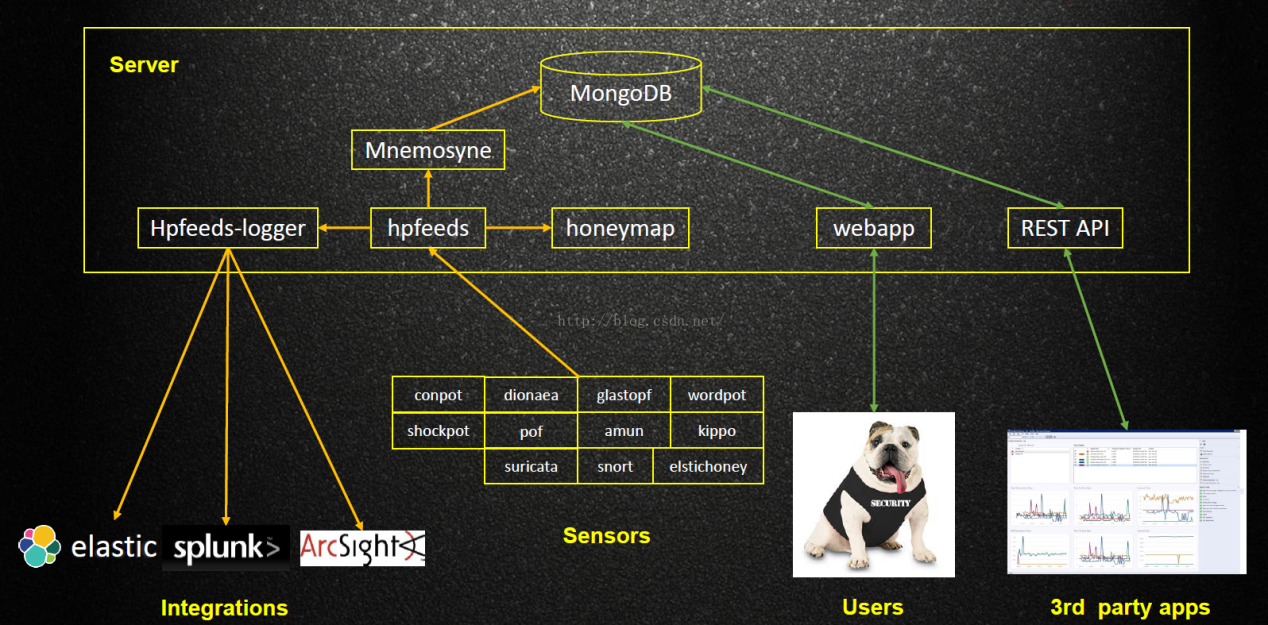 Server
MongoDB
Mnemosyne
Hpfeeds-logger
hpfeeds
honeymap
webapp
REST API
http://blog.csdn.net/
conpot
dionaea
glastopf
wordpot
shockpot
pof
amun
kippo
suricata
snort
elstichoney
SECURITY
Sensors
elastic
splunk>
ArcSight
Integrations
Users
3rd party apps